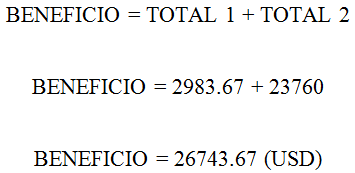 BENEFICIO = TOTAL 1 + TOTAL 2
BENEFICIO = 2983.67 + 23760
BENEFICIO = 26743.67 (USD)